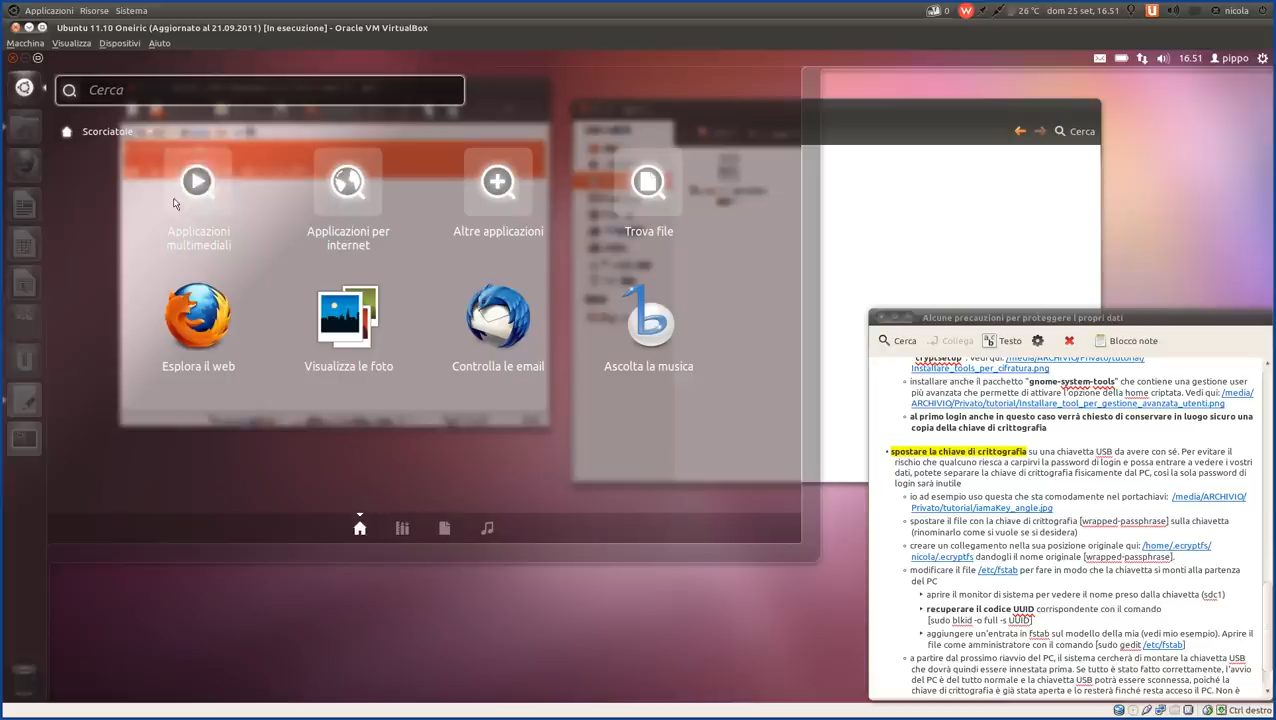 Applicazioni Risorse Sistema
0 26 °C dom 25 set, 16.51 nicola
Ubuntu 11.10 Oneiric (Aggiornato al 21.09.2011) [In esecuzione] - Oracle VM VirtualBox
Macchina Visualizza Dispositivi Aiuto
16.51 pippo
Cerca
Scorciatoie
Cerca
Applicazioni
multimediali
Applicazioni per
internet
Altre applicazioni
Trova file
Esplora il web
Visualizza le foto
Controlla le email
Ascolta la musica
Alcune precauzioni per proteggere i propri dati
Cerca Collega Testo Blocco note
"cryptsetup". Vedi qui: /media/ARCHIVIO/Privato/tutorial/
Installare_tools_per_cifratura.png
installare anche il pacchetto "gnome-system-tools" che contiene una gestione user
più avanzata che permette di attivare l'opzione della home criptata. Vedi qui: /media/
ARCHIVIO/Privato/tutorial/Installare_tool_per_gestione_avanzata_utenti.png
al primo login anche in questo caso verrà chiesto di conservare in luogo sicuro una
copia della chiave di crittografia
spostare la chiave di crittografia su una chiavetta USB da avere con sé. Per evitare il
rischio che qualcuno riesca a carpirvi la password di login e possa entrare a vedere i vostri
dati, potete separare la chiave di crittografia fisicamente dal PC, così la sola password di
login sarà inutile
io ad esempio uso questa che sta comodamente nel portachiavi: /media/ARCHIVIO/
Privato/tutorial/iamaKey_angle.jpg
spostare il file con la chiave di crittografia [wrapped-passphrase] sulla chiavetta
(rinominarlo come si vuole se si desidera)
creare un collegamento nella sua posizione originale qui: /home/.ecryptfs/
nicola/.ecryptfs dandogli il nome originale [wrapped-passphrase].
modificare il file /etc/fstab per fare in modo che la chiavetta si monti alla partenza
del PC
aprire il monitor di sistema per vedere il nome preso dalla chiavetta (sdc1)
recuperare il codice UUID corrispondente con il comando
[sudo blkid -o full -s UUID]
aggiungere un'entrata in fstab sul modello della mia (vedi mio esempio). Aprire il
file come amministratore con il comando [sudo gedit /etc/fstab]
a partire dal prossimo riavvio del PC, il sistema cercherà di montare la chiavetta USB
che dovrà quindi essere innestata prima. Se tutto è stato fatto correttamente, l'avvio
del PC è del tutto normale e la chiavetta USB potrà essere sconnessa, poiché la
chiave di crittografia è già stata aperta e lo resterà finché resta acceso il PC. Non è
Ctrl destro